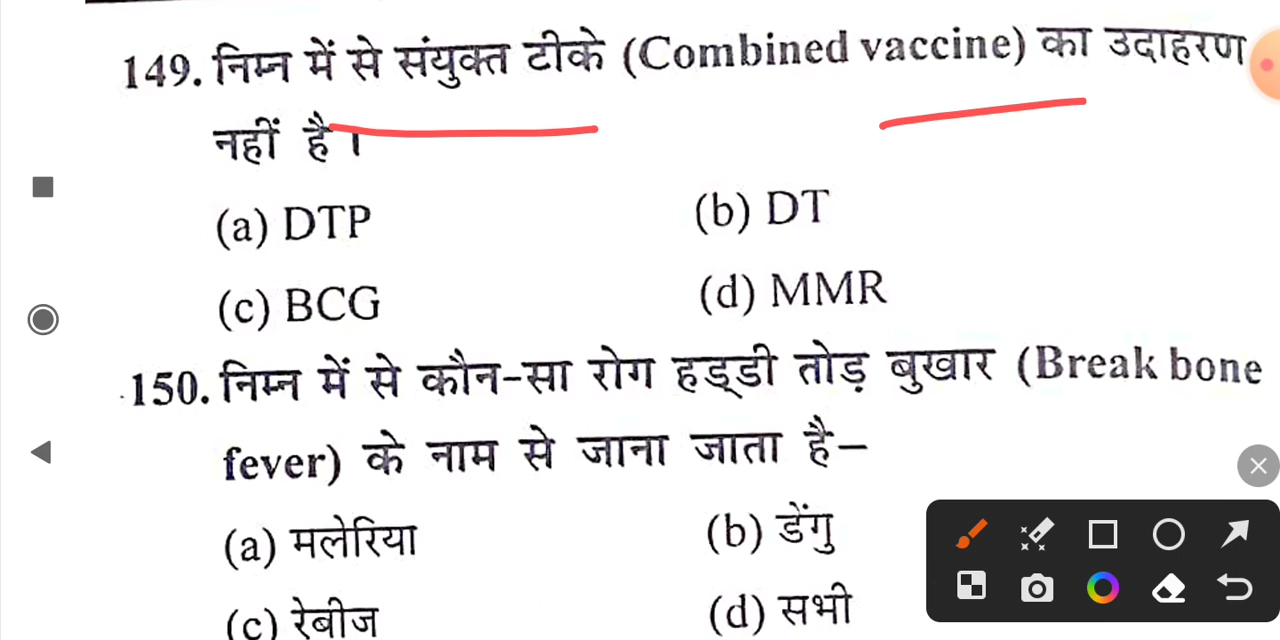 149. निम्न में से संयुक्त टीके (Combined vaccine) का उदाहरण
नहीं है।
(a) DTP (b) DT
(c) BCG (d) MMR
150. निम्न में से कौन-सा रोग हड्डी तोड़ बुखार (Break bone
fever) के नाम से जाना जाता है–
(a) मलेरिया (b) डेंगु
(c) रेबीज (d) सभी